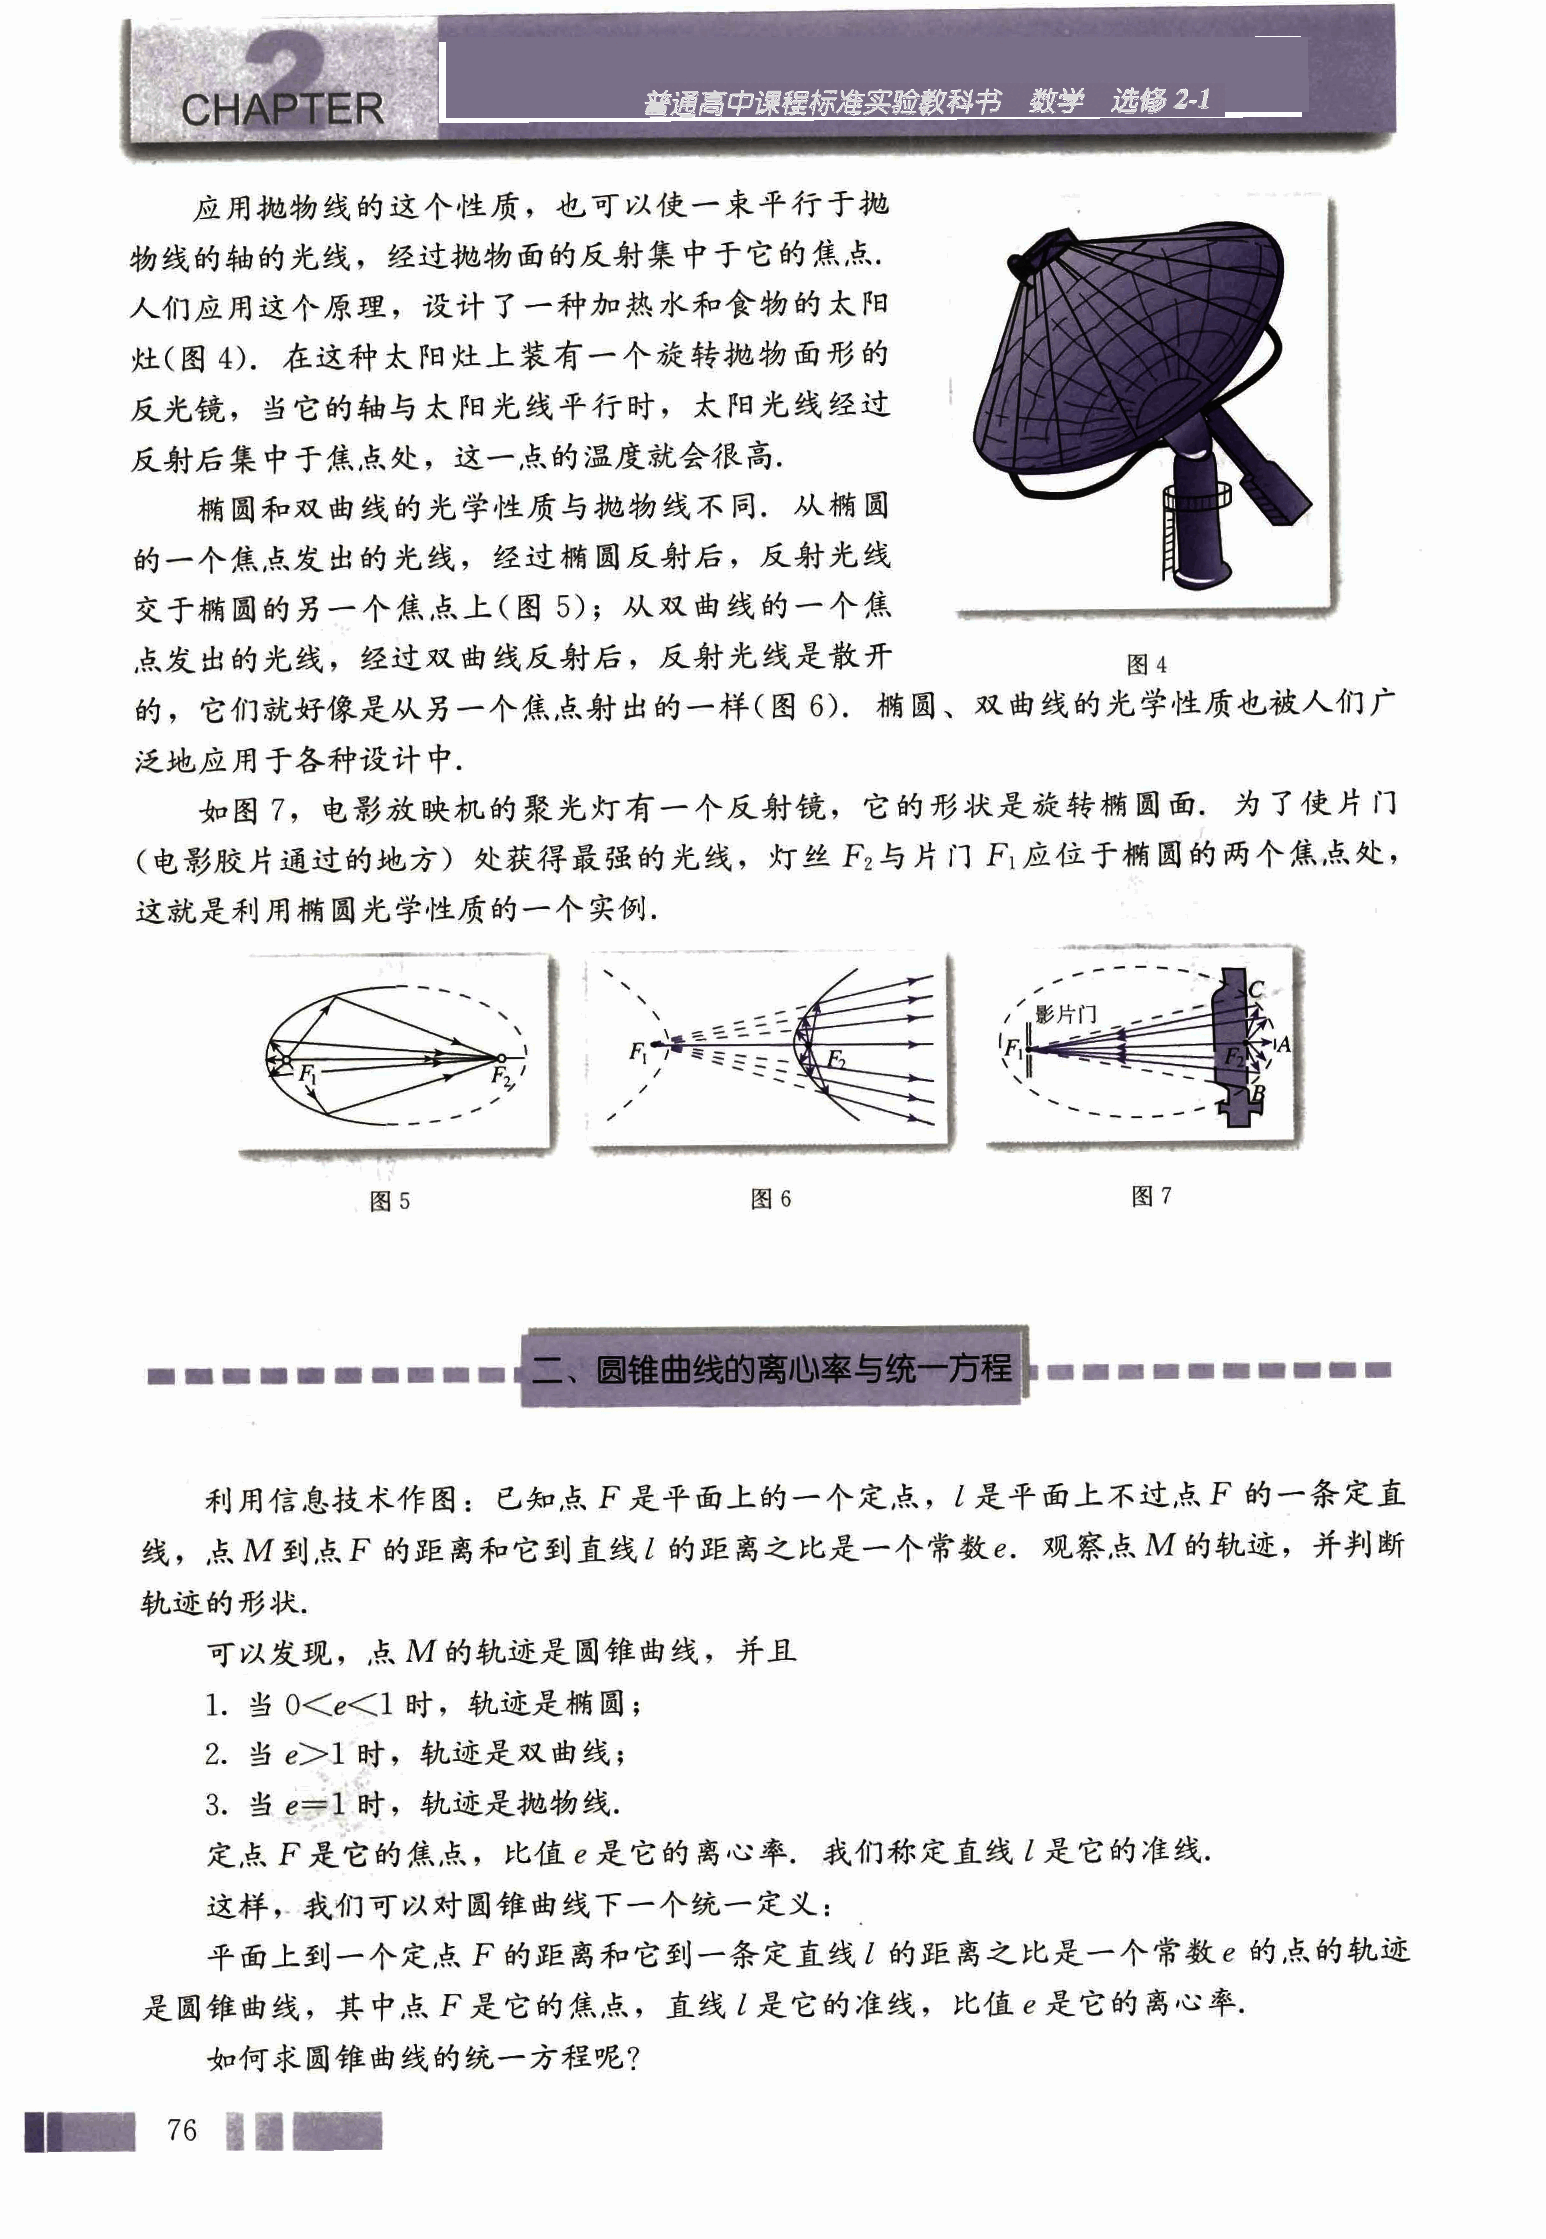 2
CHAPTER
普通高中课程标准实验教科书 数学 选修 2-1
应用抛物线的这个性质，也可以使一束平行于抛
物线的轴的光线，经过抛物面的反射集中于它的焦点.
人们应用这个原理，设计了一种加热水和食物的太阳
灶(图 4). 在这种太阳灶上装有一个旋转抛物面形的
反光镜，当它的轴与太阳光线平行时，太阳光线经过
反射后集中于焦点处，这一点的温度就会很高.
椭圆和双曲线的光学性质与抛物线不同. 从椭圆
的一个焦点发出的光线，经过椭圆反射后，反射光线
交于椭圆的另一个焦点上(图 5)；从双曲线的一个焦
点发出的光线，经过双曲线反射后，反射光线是散开
图 4
的，它们就好像是从另一个焦点射出的一样(图 6). 椭圆、双曲线的光学性质也被人们广
泛地应用于各种设计中.
如图 7，电影放映机的聚光灯有一个反射镜，它的形状是旋转椭圆面. 为了使片门
(电影胶片通过的地方) 处获得最强的光线，灯丝 F₂与片门 F₁应位于椭圆的两个焦点处，
这就是利用椭圆光学性质的一个实例.
F₁ F₂
F₁ F₂
影片门 F₁ F₂ A B C
图 5 图 6 图 7
二、圆锥曲线的离心率与统一方程
利用信息技术作图：已知点 F 是平面上的一个定点，l 是平面上不过点 F 的一条定直
线，点 M 到点 F 的距离和它到直线 l 的距离之比是一个常数 e. 观察点 M 的轨迹，并判断
轨迹的形状.
可以发现，点 M 的轨迹是圆锥曲线，并且
1. 当 0<e<1 时，轨迹是椭圆；
2. 当 e>1 时，轨迹是双曲线；
3. 当 e=1 时，轨迹是抛物线.
定点 F 是它的焦点，比值 e 是它的离心率. 我们称定直线 l 是它的准线.
这样，我们可以对圆锥曲线下一个统一定义：
平面上到一个定点 F 的距离和它到一条定直线 l 的距离之比是一个常数 e 的点的轨迹
是圆锥曲线，其中点 F 是它的焦点，直线 l 是它的准线，比值 e 是它的离心率.
如何求圆锥曲线的统一方程呢?
76